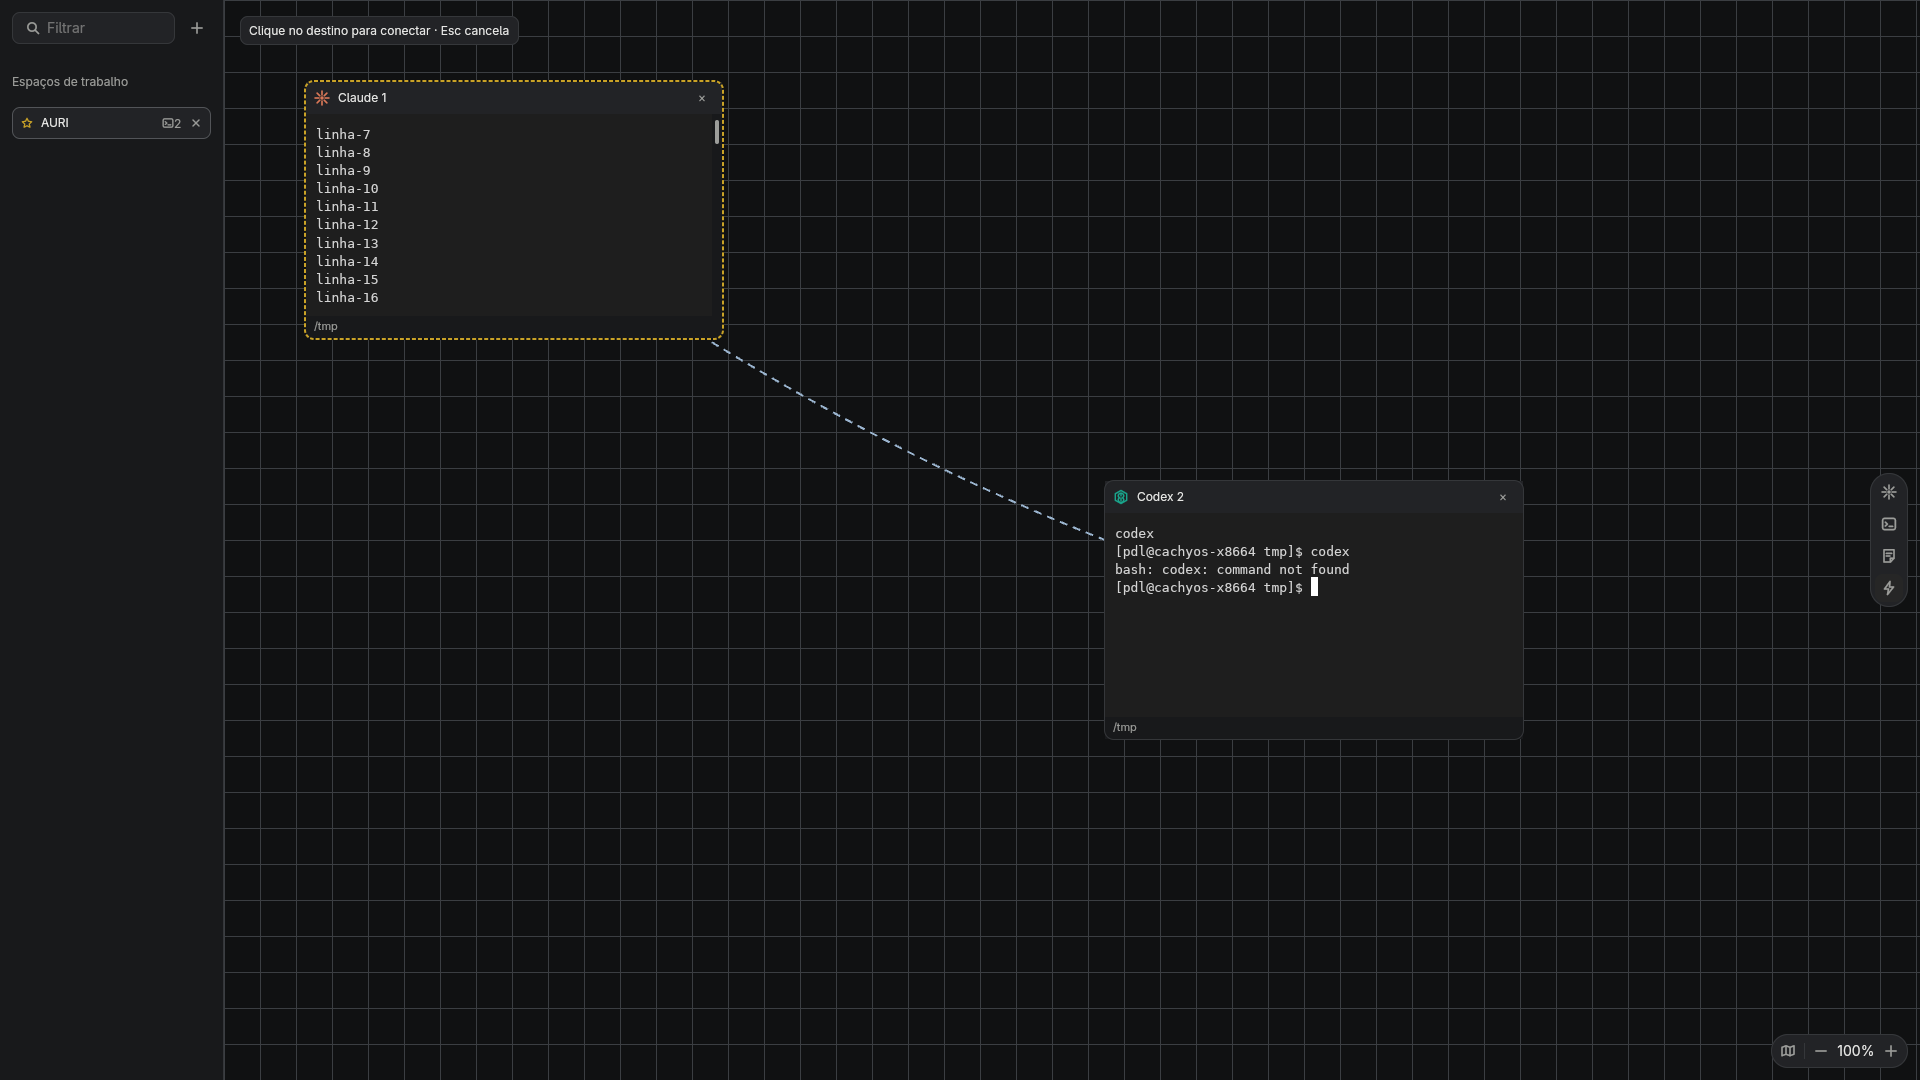 Filtrar
Clique no destino para conectar · Esc cancela
Espaços de trabalho
AURI
2
Claude 1
linha-7
linha-8
linha-9
linha-10
linha-11
linha-12
linha-13
linha-14
linha-15
linha-16
/tmp
Codex 2
codex
[pdl@cachyos-x8664 tmp]$ codex
bash: codex: command not found
[pdl@cachyos-x8664 tmp]$
/tmp
100%